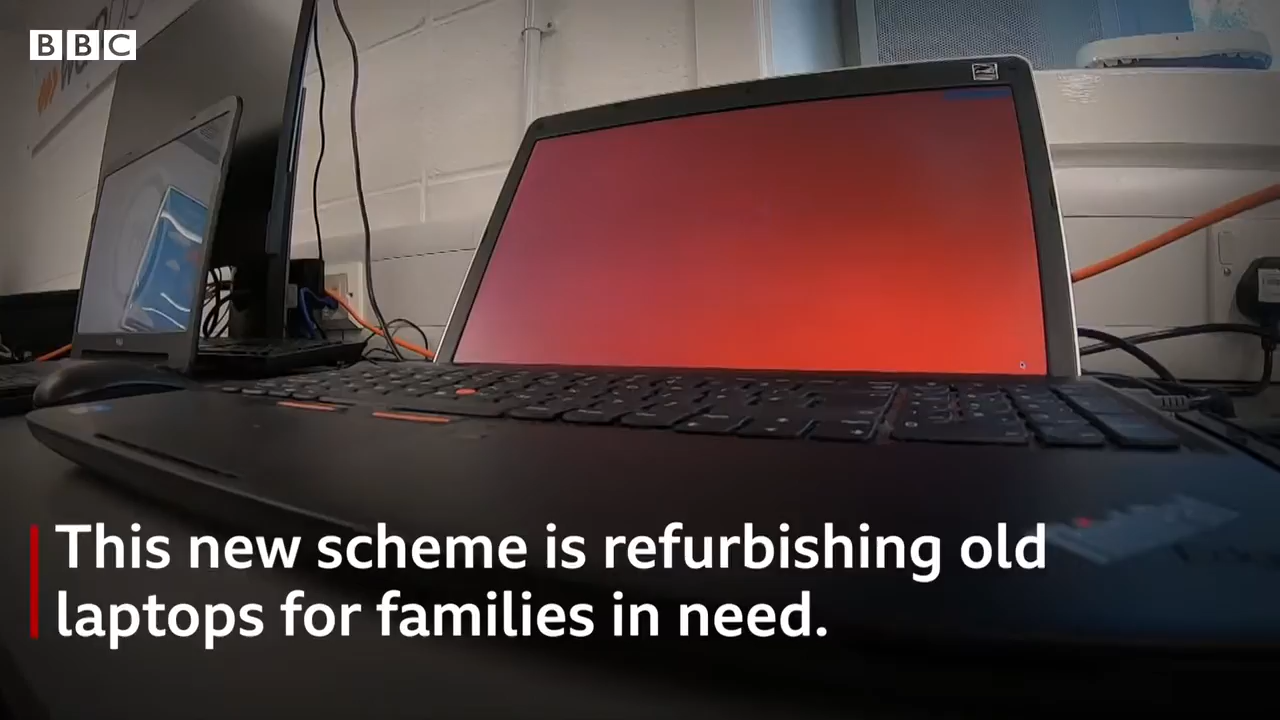 BBC
This new scheme is refurbishing old
laptops for families in need.